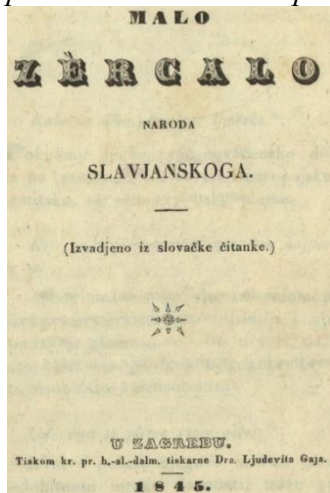 MALO
ZÈRCALO
NARODA
SLAVJANSKOGA.
(Izvadjeno iz slovačke čitanke.)
U ZAGREBU.
Tiskom kr. pr. h.-sl.-dalm. tiskarne Dra. Ljudevita Gaja.
1845.